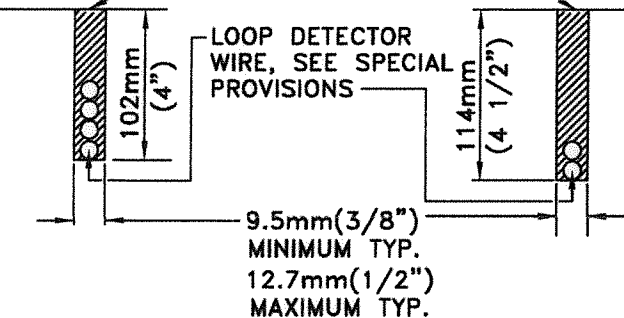 LOOP DETECTOR
WIRE, SEE SPECIAL
PROVISIONS
102mm
(4")
114mm
(4 1/2")
9.5mm(3/8")
MINIMUM TYP.
12.7mm(1/2")
MAXIMUM TYP.